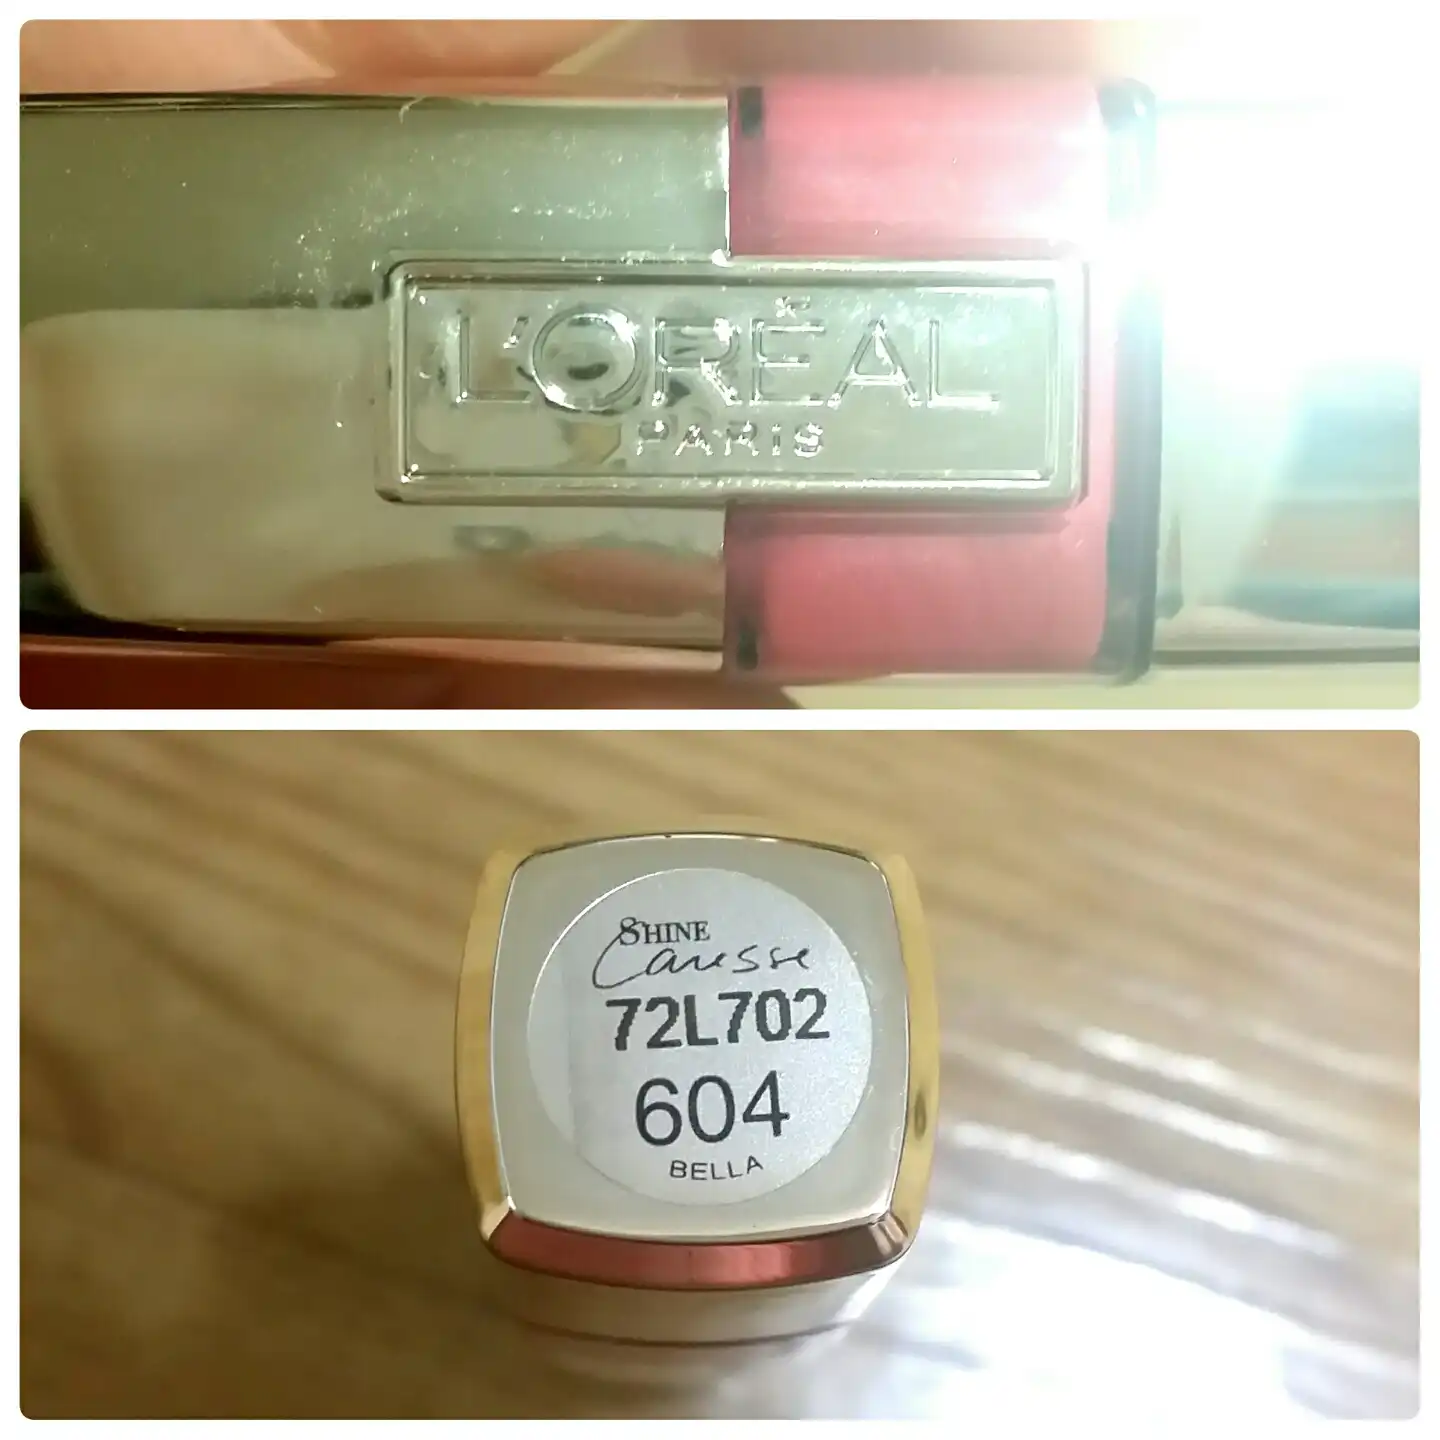 L'ORÉAL
PARIS
SHINE
Caresse
72L702
604
BELLA